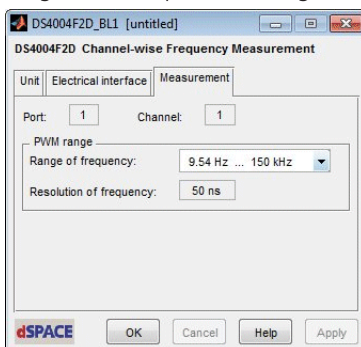 DS4004F2D_BL1 [untitled]
DS4004F2D Channel-wise Frequency Measurement
Unit Electrical interface Measurement
Port: 1 Channel: 1
PWM range
Range of frequency: 9.54 Hz ... 150 kHz
Resolution of frequency: 50 ns
dSPACE OK Cancel Help Apply